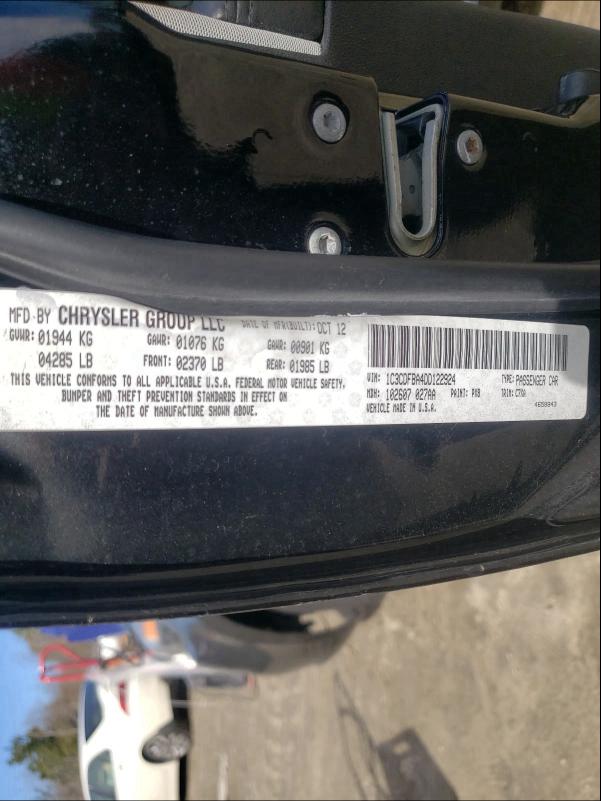 MFD BY CHRYSLER GROUP LLC DATE OF MFR(BUILT): OCT 12
GVWR: 01944 KG GAWR: 01076 KG GAWR: 00901 KG
04285 LB FRONT: 02370 LB REAR: 01985 LB
THIS VEHICLE CONFORMS TO ALL APPLICABLE U.S.A. FEDERAL MOTOR VEHICLE SAFETY,
BUMPER AND THEFT PREVENTION STANDARDS IN EFFECT ON
THE DATE OF MANUFACTURE SHOWN ABOVE.
VIN: 1C3CDFBA4DD122924 TYPE: PASSENGER CAR
MDH: 102607 027AA PAINT: PXB TRIM: C7X9
VEHICLE MADE IN U.S.A. 4658943